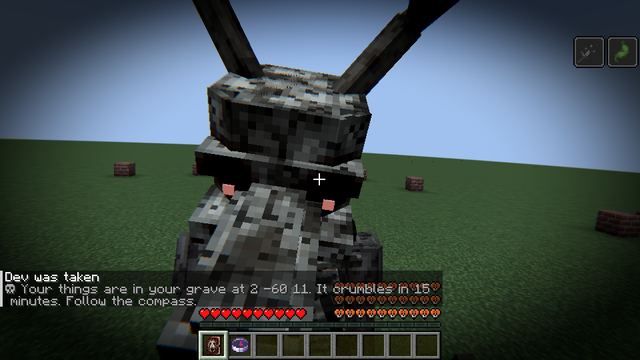 Dev was taken
☠ Your things are in your grave at 2 -60 11. It crumbles in 15
minutes. Follow the compass.